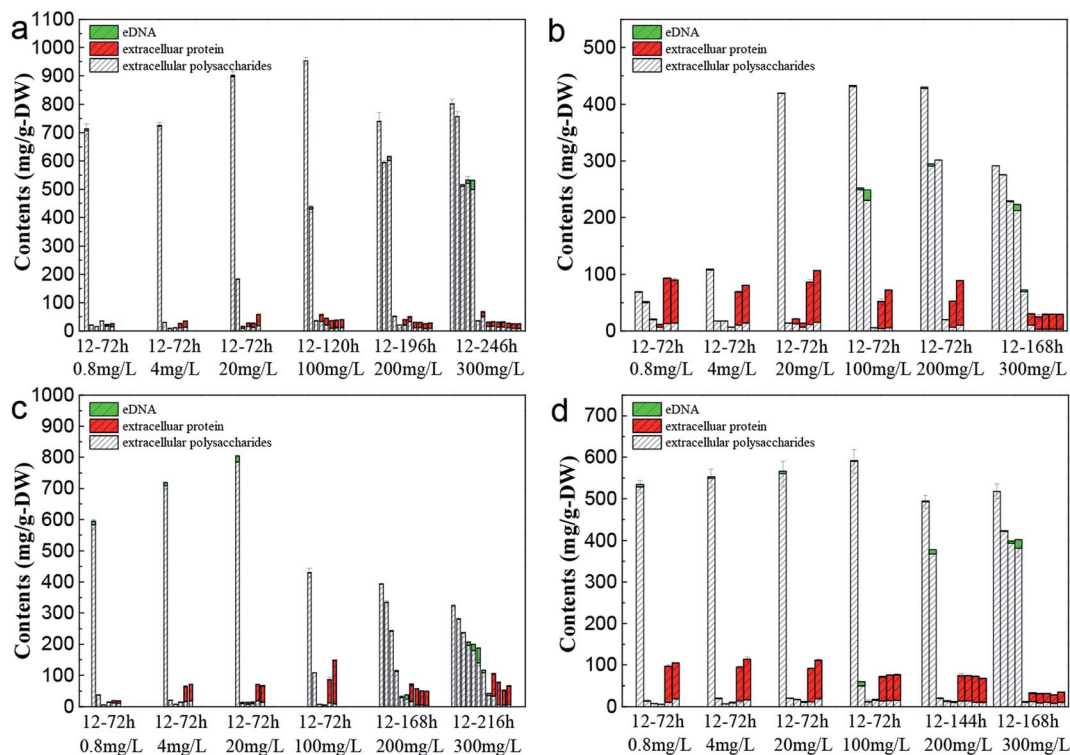 a
eDNA
extracelluar protein
extracellular polysaccharides
Contents (mg/g-DW)
1100
1000
900
800
700
600
500
400
300
200
100
0
12-72h 12-72h 12-72h 12-120h 12-196h 12-246h
0.8mg/L 4mg/L 20mg/L 100mg/L 200mg/L 300mg/L
b
eDNA
extracelluar protein
extracellular polysaccharides
Contents (mg/g-DW)
500
400
300
200
100
0
12-72h 12-72h 12-72h 12-72h 12-72h 12-168h
0.8mg/L 4mg/L 20mg/L 100mg/L 200mg/L 300mg/L
c
eDNA
extracelluar protein
extracellular polysaccharides
Contents (mg/g-DW)
1000
900
800
700
600
500
400
300
200
100
0
12-72h 12-72h 12-72h 12-72h 12-168h 12-216h
0.8mg/L 4mg/L 20mg/L 100mg/L 200mg/L 300mg/L
d
eDNA
extracelluar protein
extracellular polysaccharides
Contents (mg/g-DW)
700
600
500
400
300
200
100
0
12-72h 12-72h 12-72h 12-72h 12-144h 12-168h
0.8mg/L 4mg/L 20mg/L 100mg/L 200mg/L 300mg/L